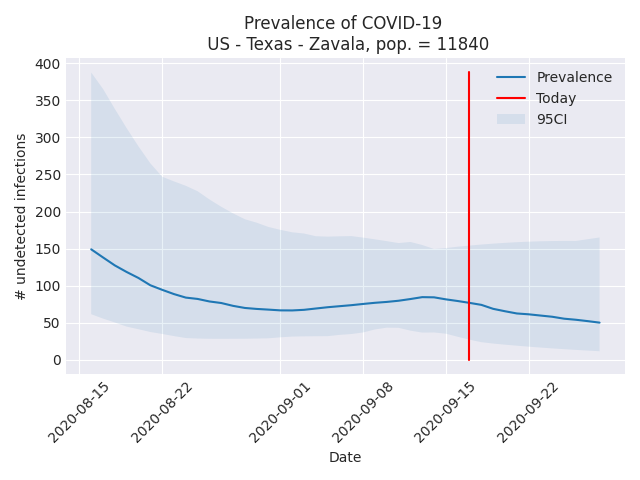 Prevalence of COVID-19
US - Texas - Zavala, pop. = 11840
400
350
300
250
200
150
100
50
0
# undetected infections
Prevalence
Today
95CI
2020-08-15
2020-08-22
2020-09-01
2020-09-08
2020-09-15
2020-09-22
Date